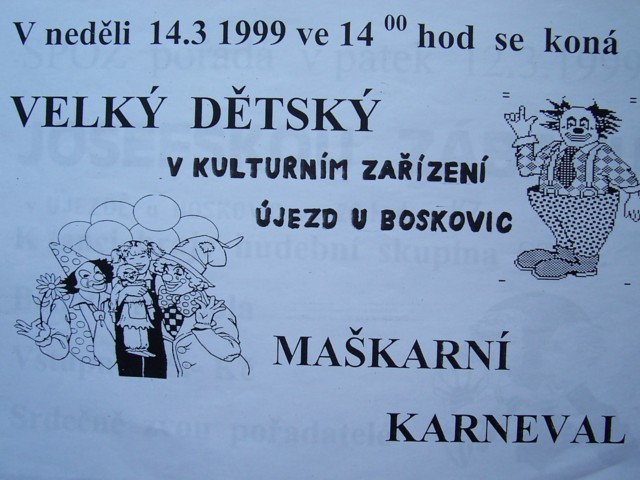 V neděli 14.3 1999 ve 14 00 hod se koná
VELKÝ DĚTSKÝ
V KULTURNÍM ZAŘÍZENÍ
ÚJEZD U BOSKOVIC
MAŠKARNÍ
KARNEVAL